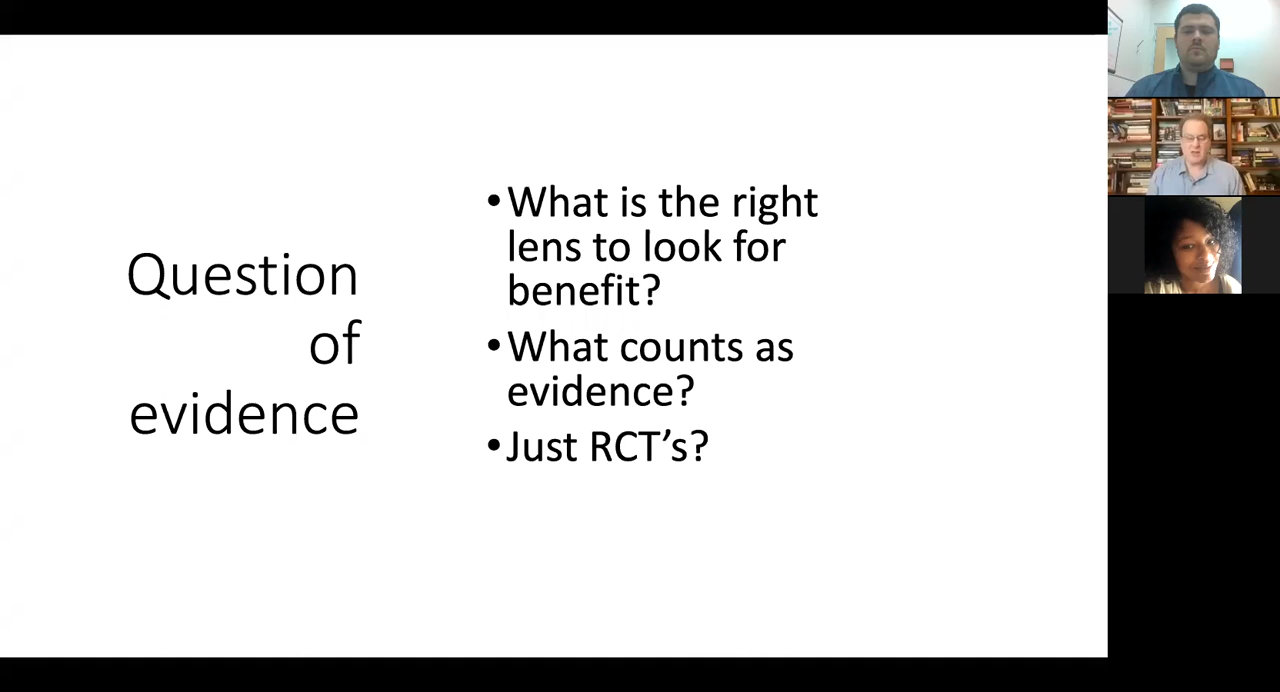 Question
of
evidence
•What is the right
lens to look for
benefit?
•What counts as
evidence?
•Just RCT’s?